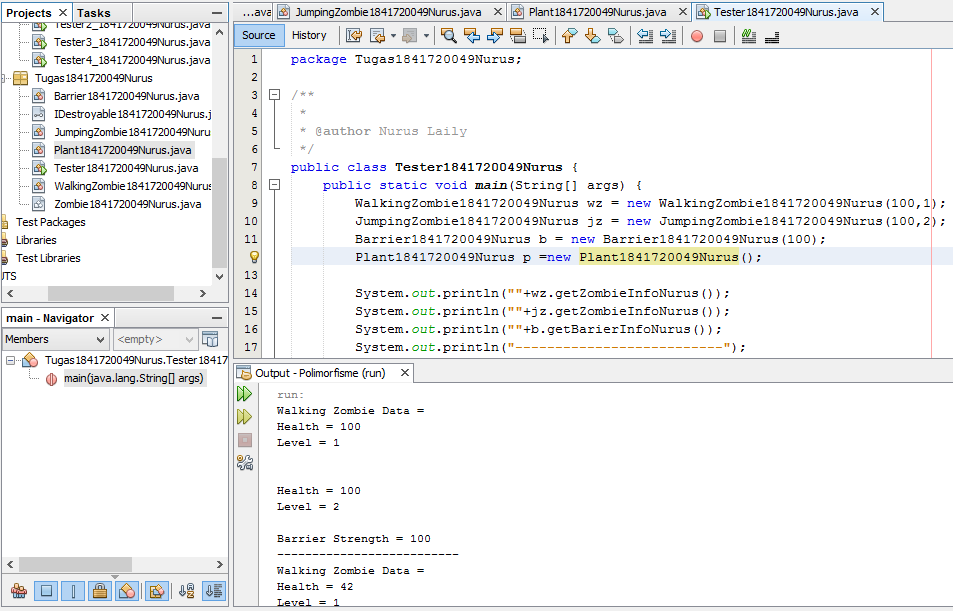 Projects
Tasks
Tester2_1841720049Nurus.java
Tester3_1841720049Nurus.java
Tester4_1841720049Nurus.java
Tugas1841720049Nurus
Barrier1841720049Nurus.java
IDestroyable1841720049Nurus.j
JumpingZombie1841720049Nuru
Plant1841720049Nurus.java
Tester1841720049Nurus.java
WalkingZombie1841720049Nurus
Zombie1841720049Nurus.java
Test Packages
Libraries
Test Libraries
UTS
main - Navigator
Members
<empty>
Tugas1841720049Nurus.Tester18417
main(java.lang.String[] args)
...ava
JumpingZombie1841720049Nurus.java
Plant1841720049Nurus.java
Tester1841720049Nurus.java
Source
History
1 package Tugas1841720049Nurus;
2
3 /**
4 *
5 * @author Nurus Laily
6 */
7 public class Tester1841720049Nurus {
8 public static void main(String[] args) {
9 WalkingZombie1841720049Nurus wz = new WalkingZombie1841720049Nurus(100,1);
10 JumpingZombie1841720049Nurus jz = new JumpingZombie1841720049Nurus(100,2);
11 Barrier1841720049Nurus b = new Barrier1841720049Nurus(100);
Plant1841720049Nurus p =new Plant1841720049Nurus();
13
14 System.out.println(""+wz.getZombieInfoNurus());
15 System.out.println(""+jz.getZombieInfoNurus());
16 System.out.println(""+b.getBarierInfoNurus());
17 System.out.println("--------------------------");
Output - Polimorfisme (run)
run:
Walking Zombie Data =
Health = 100
Level = 1
Health = 100
Level = 2
Barrier Strength = 100
--------------------------
Walking Zombie Data =
Health = 42
Level = 1